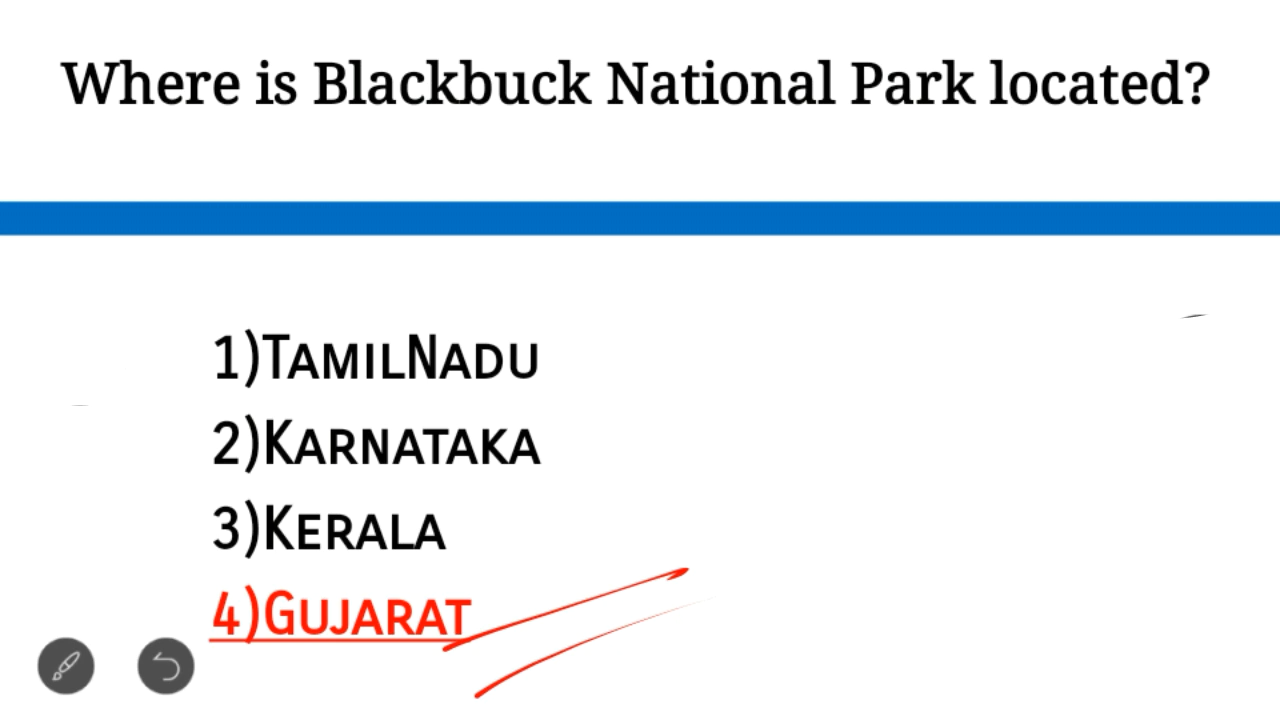 Where is Blackbuck National Park located?
1)TamilNadu
2)Karnataka
3)Kerala
4)Gujarat